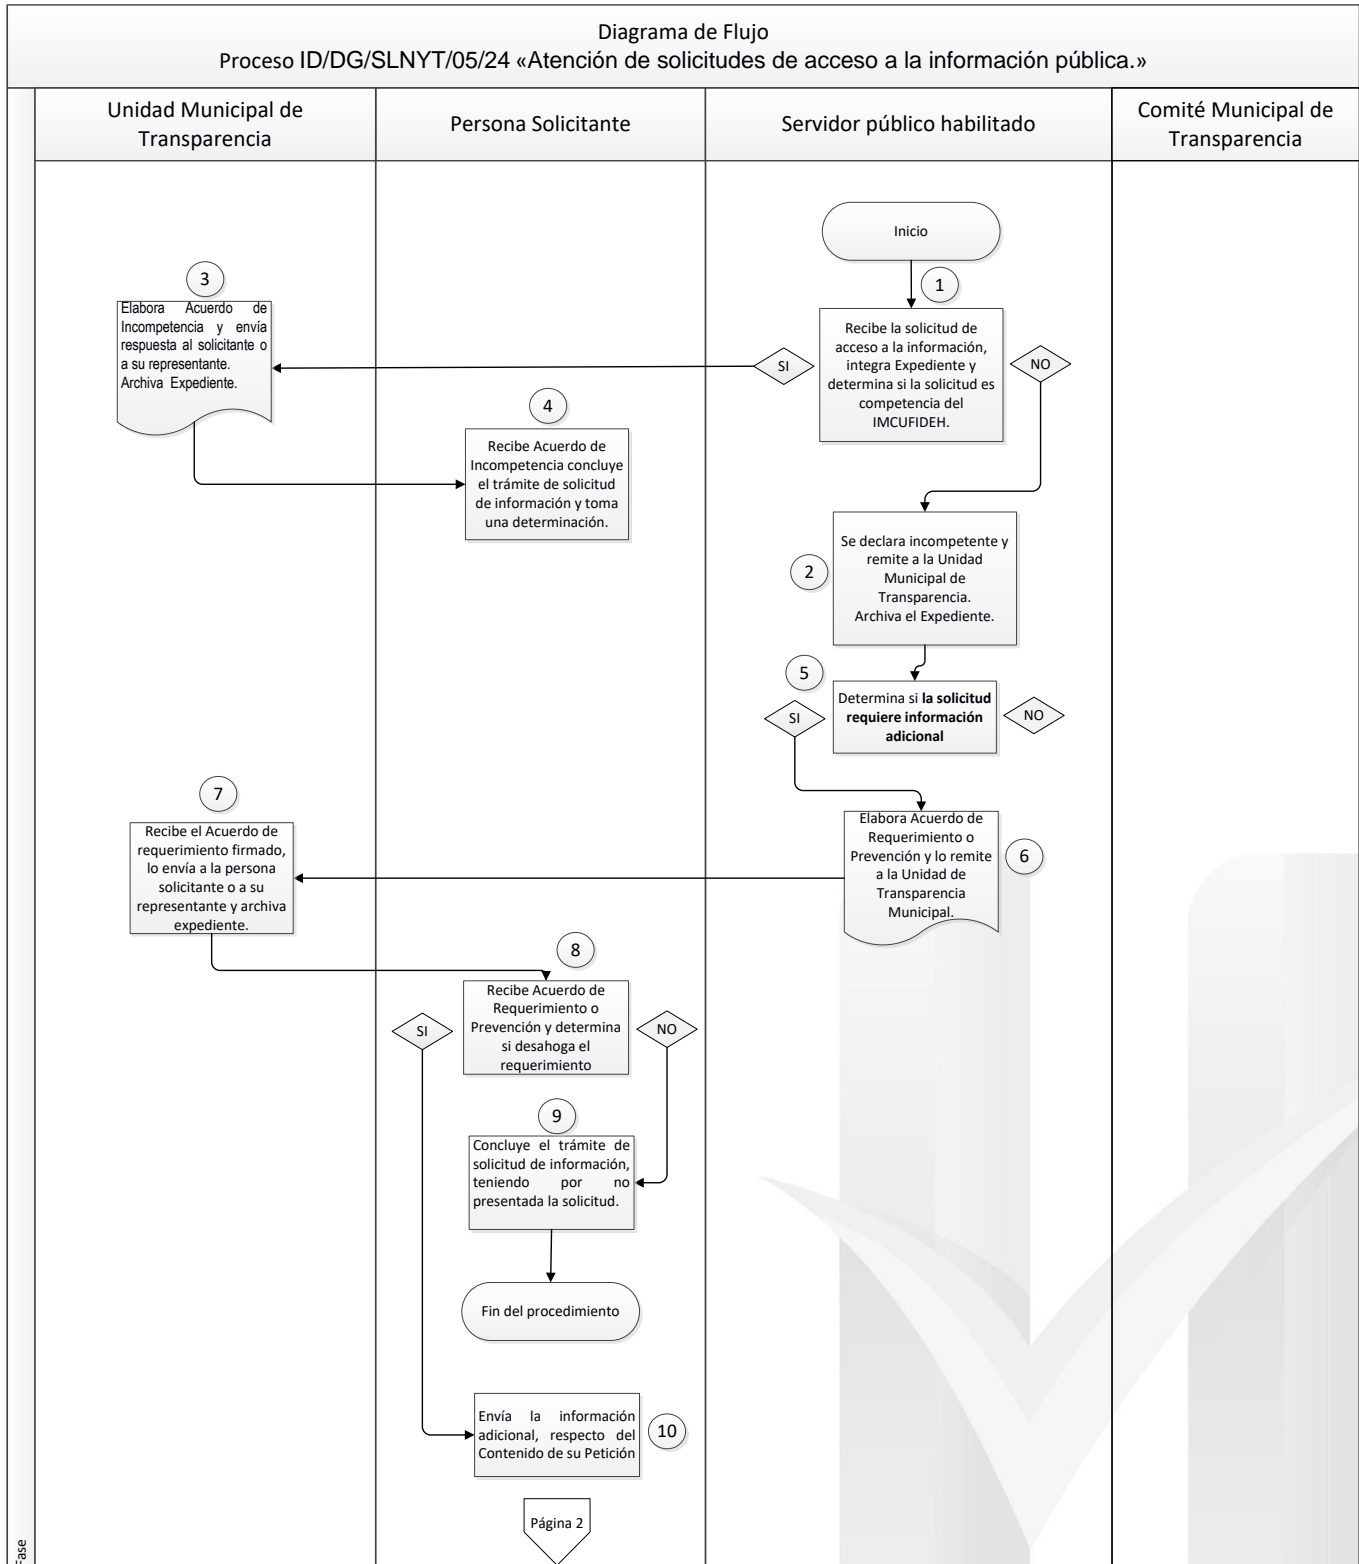 Diagrama de Flujo
Proceso ID/DG/SLNYT/05/24 «Atención de solicitudes de acceso a la información pública.»
Unidad Municipal de
Transparencia
Persona Solicitante
Servidor público habilitado
Comité Municipal de
Transparencia
Inicio
1
Recibe la solicitud de
acceso a la información,
integra Expediente y
determina si la solicitud es
competencia del
IMCUFIDEH.
SI
NO
3
Elabora Acuerdo de
Incompetencia y envía
respuesta al solicitante o
a su representante.
Archiva Expediente.
4
Recibe Acuerdo de
Incompetencia concluye
el trámite de solicitud
de información y toma
una determinación.
2
Se declara incompetente y
remite a la Unidad
Municipal de
Transparencia.
Archiva el Expediente.
5
Determina si la solicitud
requiere información
adicional
SI
NO
7
Recibe el Acuerdo de
requerimiento firmado,
lo envía a la persona
solicitante o a su
representante y archiva
expediente.
Elabora Acuerdo de
Requerimiento o
Prevención y lo remite
a la Unidad de
Transparencia
Municipal.
6
8
Recibe Acuerdo de
Requerimiento o
Prevención y determina
si desahoga el
requerimiento
SI
NO
9
Concluye el trámite de
solicitud de información,
teniendo por no
presentada la solicitud.
Fin del procedimiento
Envía la información
adicional, respecto del
Contenido de su Petición
10
Página 2
Fase